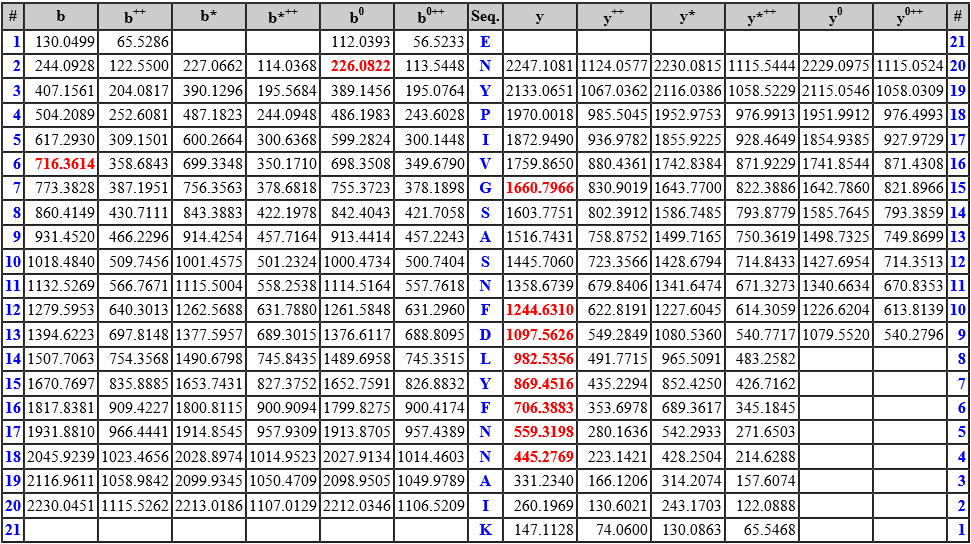 # b b++ b* b*++ b0 b0++ Seq. y y++ y* y*++ y0 y0++ #
1 130.0499 65.5286 112.0393 56.5233 E 21
2 244.0928 122.5500 227.0662 114.0368 226.0822 113.5448 N 2247.1081 1124.0577 2230.0815 1115.5444 2229.0975 1115.0524 20
3 407.1561 204.0817 390.1296 195.5684 389.1456 195.0764 Y 2133.0651 1067.0362 2116.0386 1058.5229 2115.0546 1058.0309 19
4 504.2089 252.6081 487.1823 244.0948 486.1983 243.6028 P 1970.0018 985.5045 1952.9753 976.9913 1951.9912 976.4993 18
5 617.2930 309.1501 600.2664 300.6368 599.2824 300.1448 I 1872.9490 936.9782 1855.9225 928.4649 1854.9385 927.9729 17
6 716.3614 358.6843 699.3348 350.1710 698.3508 349.6790 V 1759.8650 880.4361 1742.8384 871.9229 1741.8544 871.4308 16
7 773.3828 387.1951 756.3563 378.6818 755.3723 378.1898 G 1660.7966 830.9019 1643.7700 822.3886 1642.7860 821.8966 15
8 860.4149 430.7111 843.3883 422.1978 842.4043 421.7058 S 1603.7751 802.3912 1586.7485 793.8779 1585.7645 793.3859 14
9 931.4520 466.2296 914.4254 457.7164 913.4414 457.2243 A 1516.7431 758.8752 1499.7165 750.3619 1498.7325 749.8699 13
10 1018.4840 509.7456 1001.4575 501.2324 1000.4734 500.7404 S 1445.7060 723.3566 1428.6794 714.8433 1427.6954 714.3513 12
11 1132.5269 566.7671 1115.5004 558.2538 1114.5164 557.7618 N 1358.6739 679.8406 1341.6474 671.3273 1340.6634 670.8353 11
12 1279.5953 640.3013 1262.5688 631.7880 1261.5848 631.2960 F 1244.6310 622.8191 1227.6045 614.3059 1226.6204 613.8139 10
13 1394.6223 697.8148 1377.5957 689.3015 1376.6117 688.8095 D 1097.5626 549.2849 1080.5360 540.7717 1079.5520 540.2796 9
14 1507.7063 754.3568 1490.6798 745.8435 1489.6958 745.3515 L 982.5356 491.7715 965.5091 483.2582 8
15 1670.7697 835.8885 1653.7431 827.3752 1652.7591 826.8832 Y 869.4516 435.2294 852.4250 426.7162 7
16 1817.8381 909.4227 1800.8115 900.9094 1799.8275 900.4174 F 706.3883 353.6978 689.3617 345.1845 6
17 1931.8810 966.4441 1914.8545 957.9309 1913.8705 957.4389 N 559.3198 280.1636 542.2933 271.6503 5
18 2045.9239 1023.4656 2028.8974 1014.9523 2027.9134 1014.4603 N 445.2769 223.1421 428.2504 214.6288 4
19 2116.9611 1058.9842 2099.9345 1050.4709 2098.9505 1049.9789 A 331.2340 166.1206 314.2074 157.6074 3
20 2230.0451 1115.5262 2213.0186 1107.0129 2212.0346 1106.5209 I 260.1969 130.6021 243.1703 122.0888 2
21 K 147.1128 74.0600 130.0863 65.5468 1